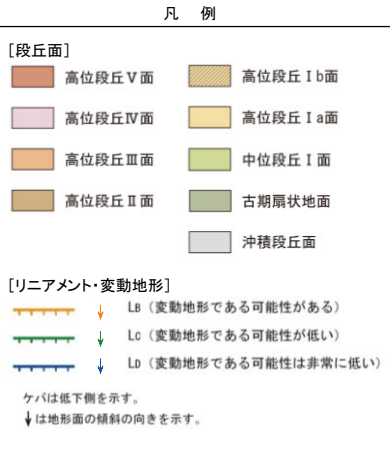 凡 例
[段丘面]
高位段丘Ⅴ面
高位段丘Ⅳ面
高位段丘Ⅲ面
高位段丘Ⅱ面
高位段丘Ⅰb面
高位段丘Ⅰa面
中位段丘Ⅰ面
古期扇状地面
沖積段丘面
[リニアメント・変動地形]
LB（変動地形である可能性がある）
LC（変動地形である可能性が低い）
LD（変動地形である可能性は非常に低い）
ケバは低下側を示す。
↓は地形面の傾斜の向きを示す。